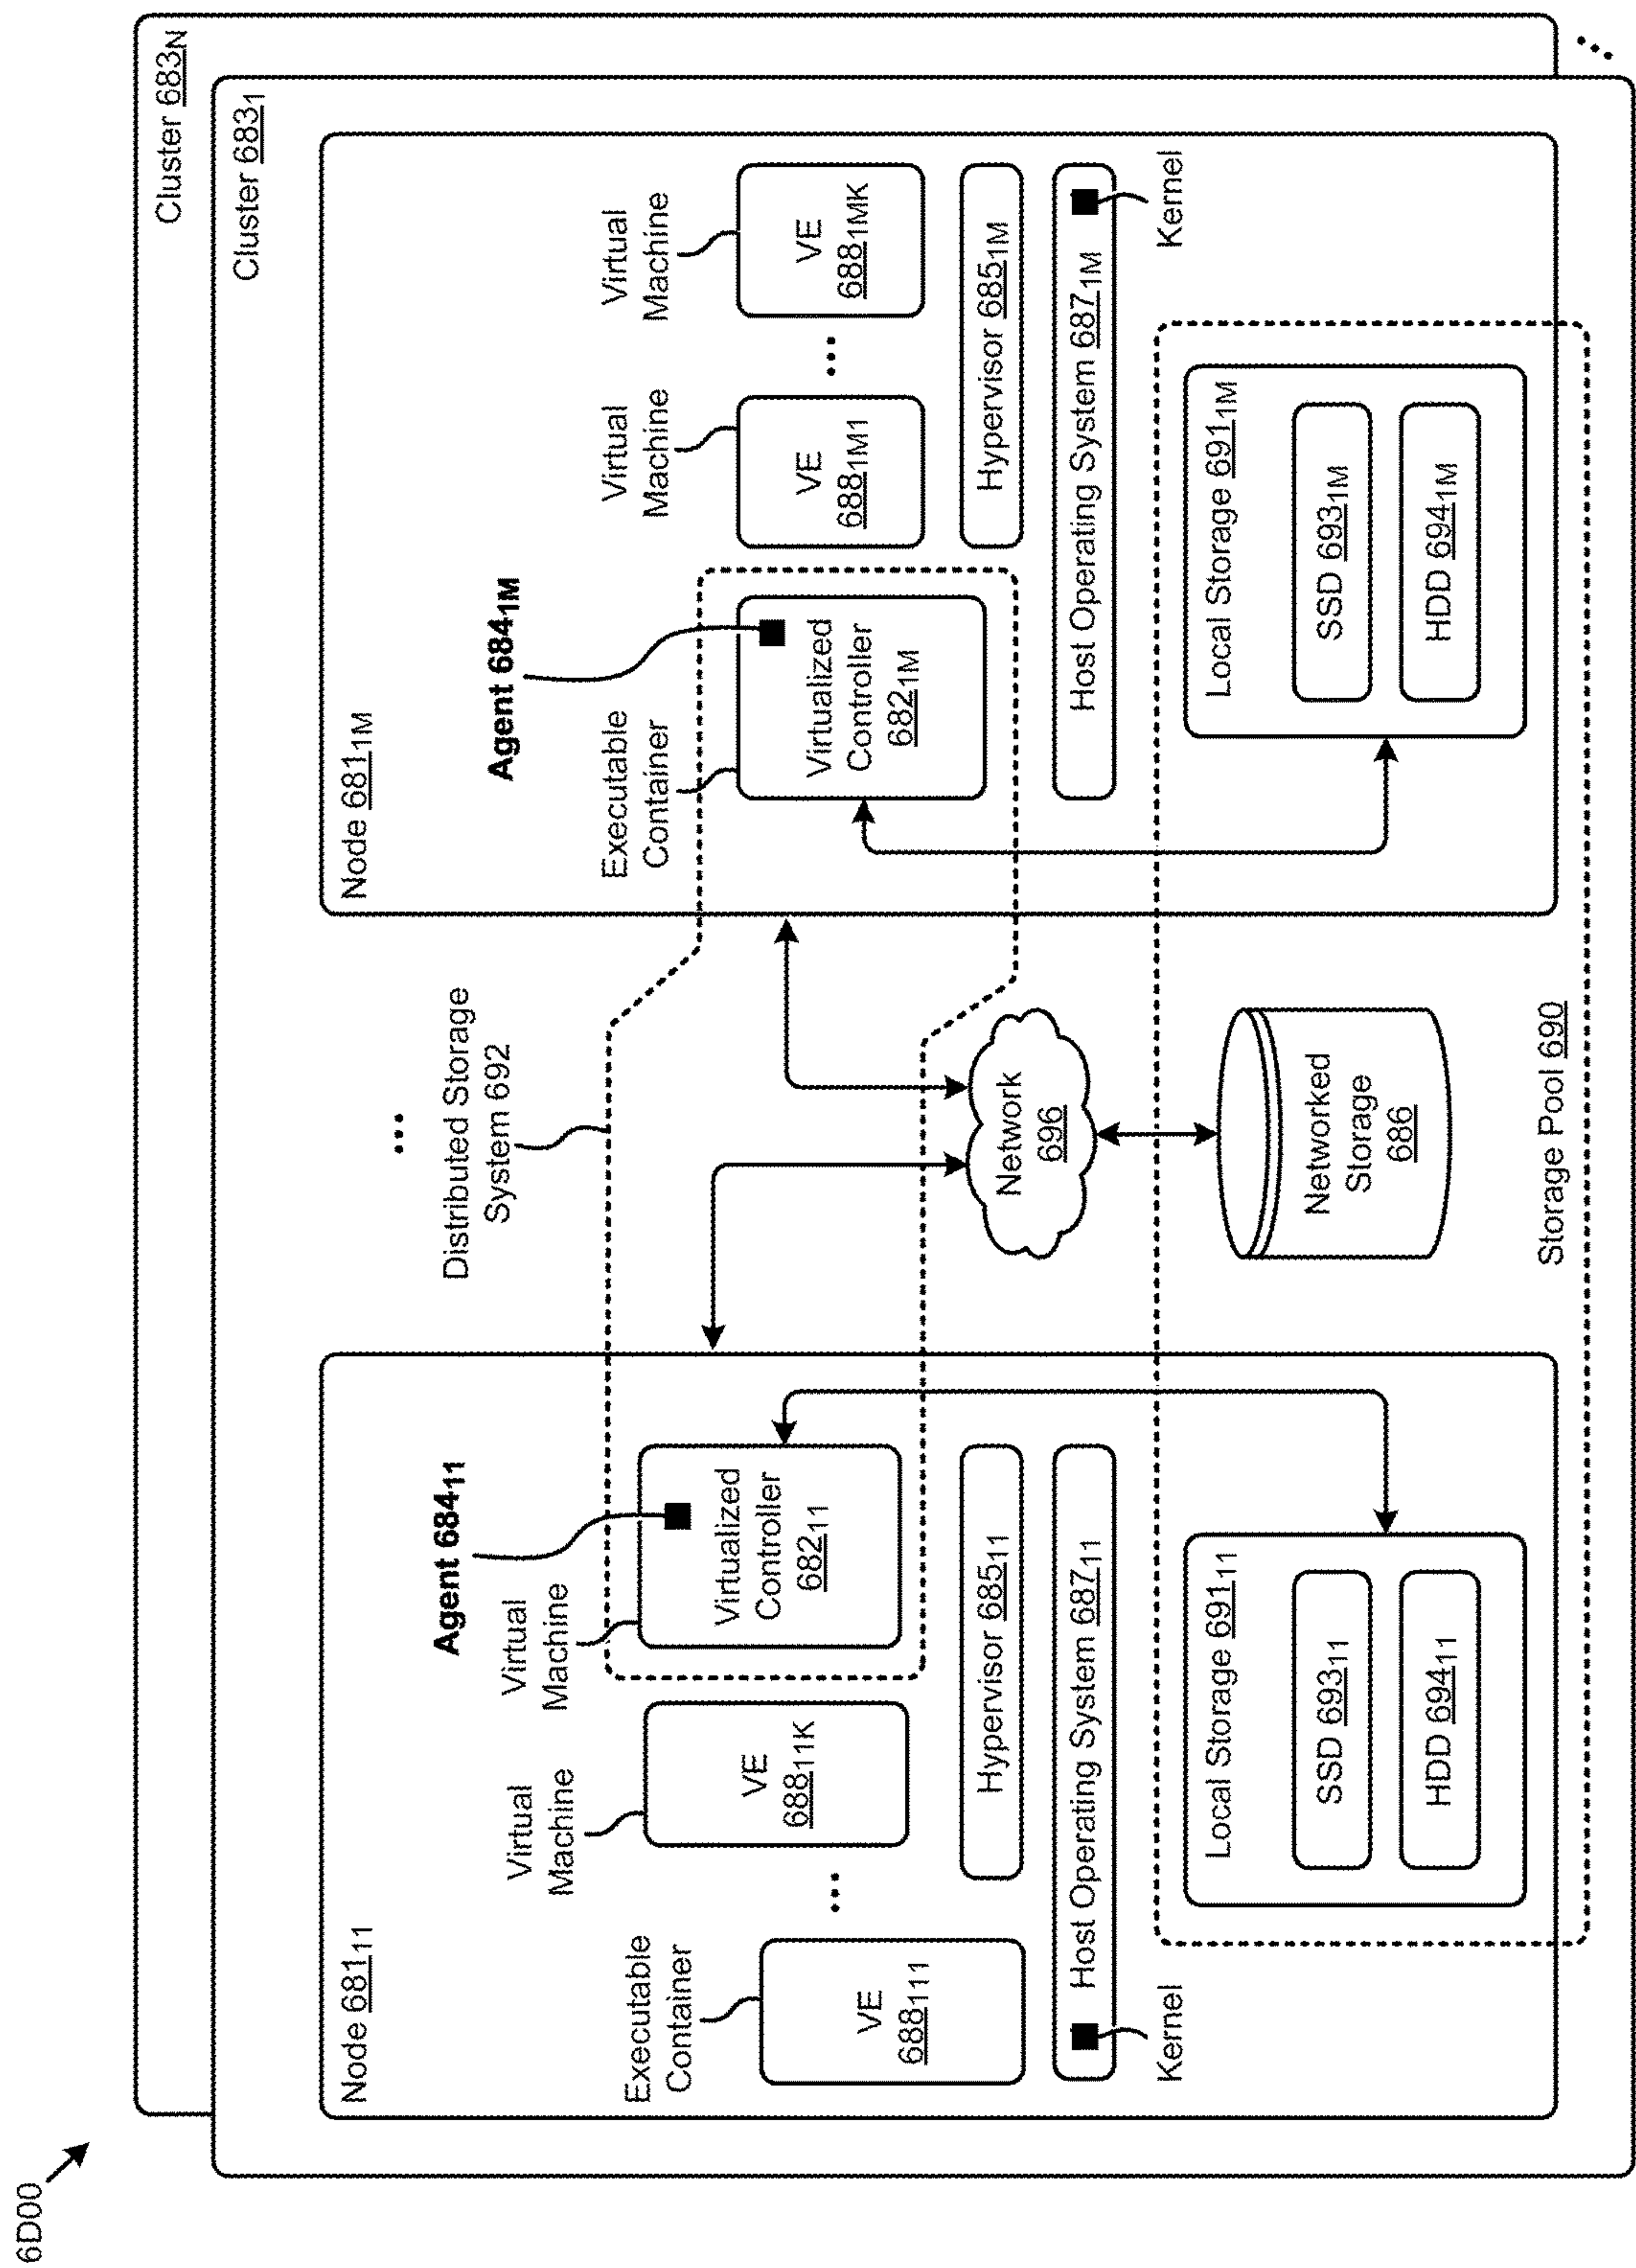 6D00
Cluster 683N
Cluster 6831
Node 68111
Agent 68411
Virtual
Machine
Virtual
Machine
Executable
Container
VE
688111
...
VE
68811K
Virtualized
Controller
68211
Hypervisor 68511
Host Operating System 68711
Kernel
Local Storage 69111
SSD 69311
HDD 69411
...
Distributed Storage
System 692
Network
696
Networked
Storage
686
Storage Pool 690
Node 6811M
Agent 6841M
Executable
Container
Virtual
Machine
Virtual
Machine
Virtualized
Controller
6821M
VE
6881M1
...
VE
6881MK
Hypervisor 6851M
Host Operating System 6871M
Kernel
Local Storage 6911M
SSD 6931M
HDD 6941M
...